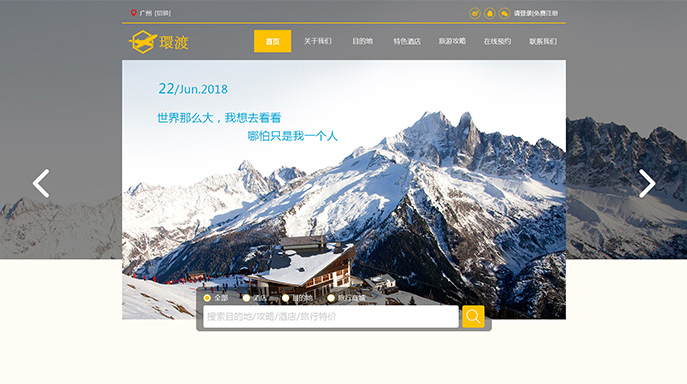 广州 [切换]
请登录|免费注册
環渡
首页 关于我们 目的地 特色酒店 旅游攻略 在线预约 联系我们
22/Jun.2018
世界那么大，我想去看看
哪怕只是我一个人
全部 酒店 目的地 旅行商城
搜索目的地/攻略/酒店/旅行特价